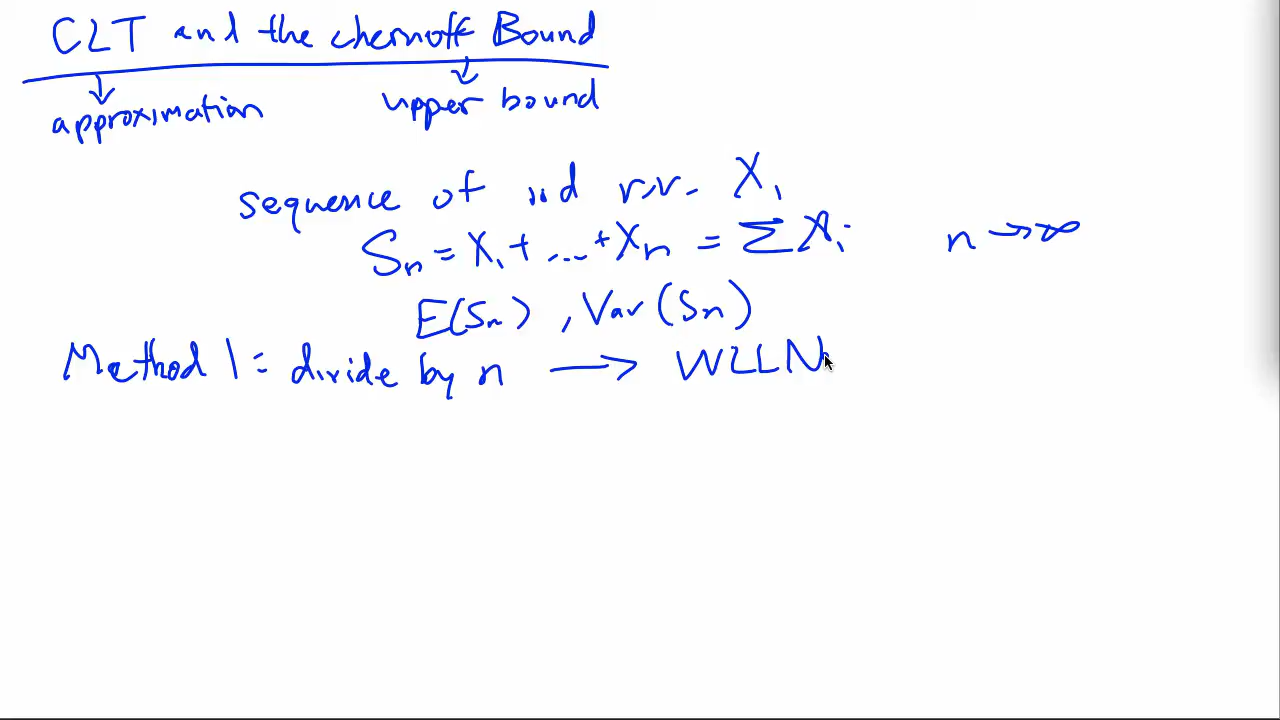 CLT and the chernoff Bound
approximation upper bound
sequence of iid r.v. Xi
Sn = X1 + ... + Xn = ΣXi n → ∞
E(Sn), Var(Sn)
Method 1: divide by n → WLLN